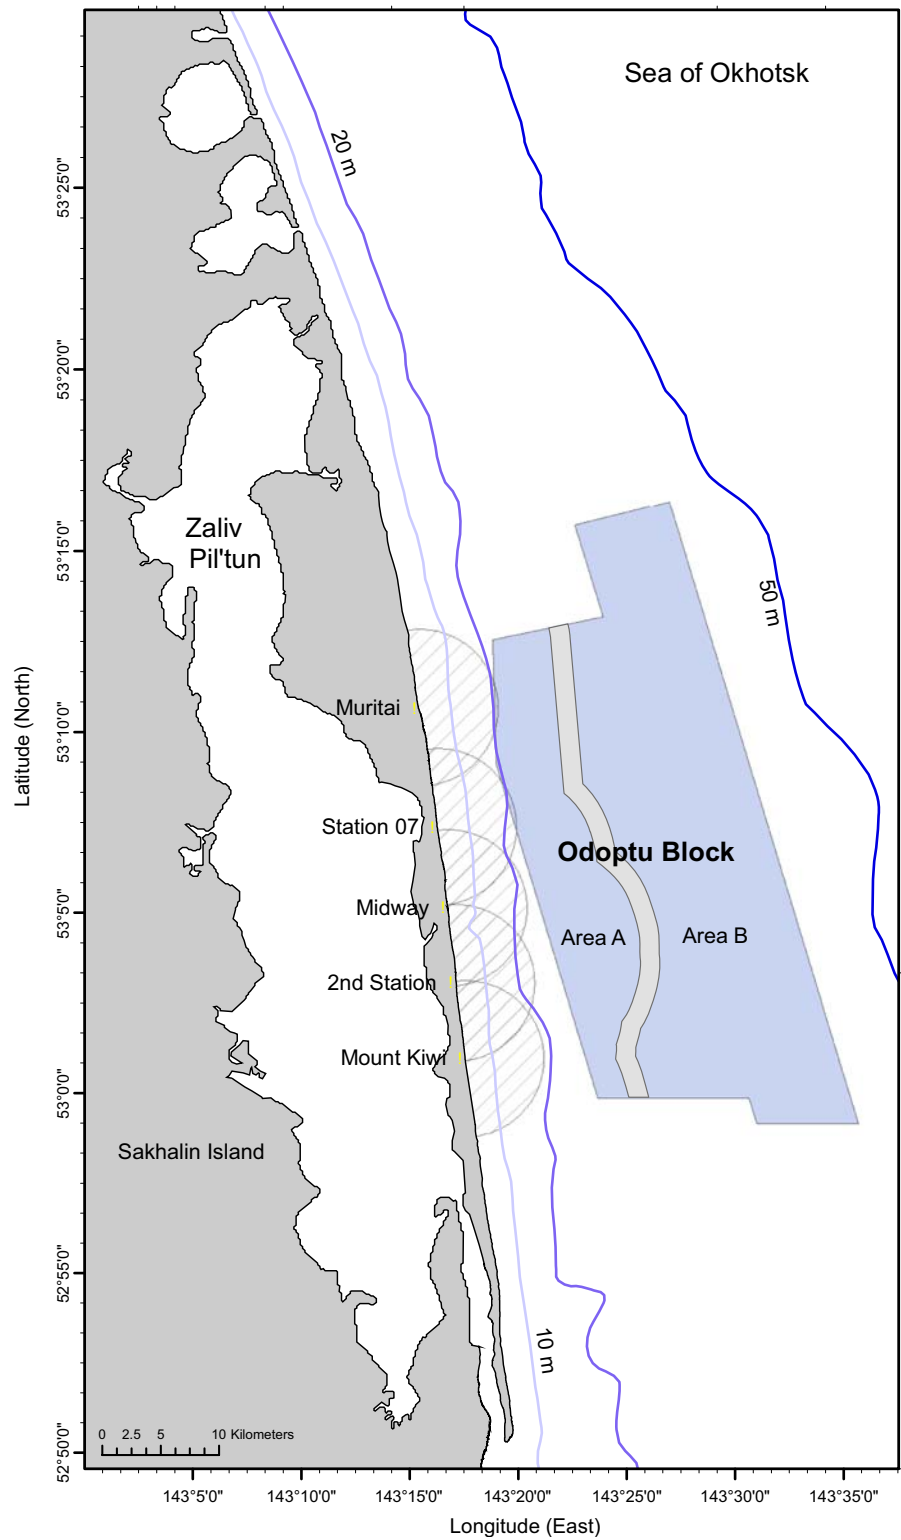 Sea of Okhotsk
20 m
53°25'0"
53°20'0"
Zaliv
Pil'tun
53°15'0"
50 m
Latitude (North)
Muritai
53°10'0"
Station 07
Odoptu Block
Midway
53°5'0"
Area A
Area B
2nd Station
Mount Kiwi
53°0'0"
Sakhalin Island
52°55'0"
10 m
0 2.5 5 10 Kilometers
52°50'0"
143°5'0" 143°10'0" 143°15'0" 143°20'0" 143°25'0" 143°30'0" 143°35'0"
Longitude (East)